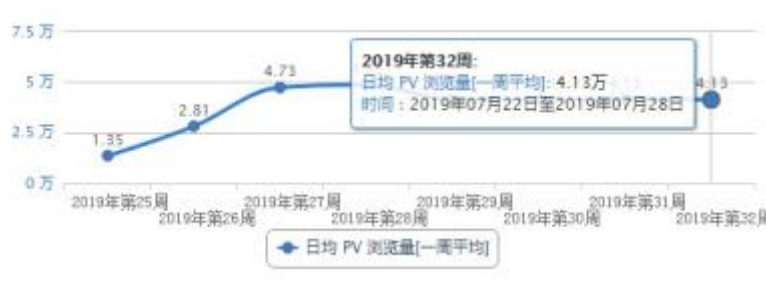 7.5 万
2019年第32周:
日均 PV 浏览量[一周平均]: 4.13万
时间：2019年07月22日至2019年07月28日
4.73
5 万
4.13
2.81
2.5 万
1.35
0 万
2019年第25周
2019年第27周
2019年第29周
2019年第31周
2019年第26周
2019年第28周
2019年第30周
2019年第32周
日均 PV 浏览量[一周平均]